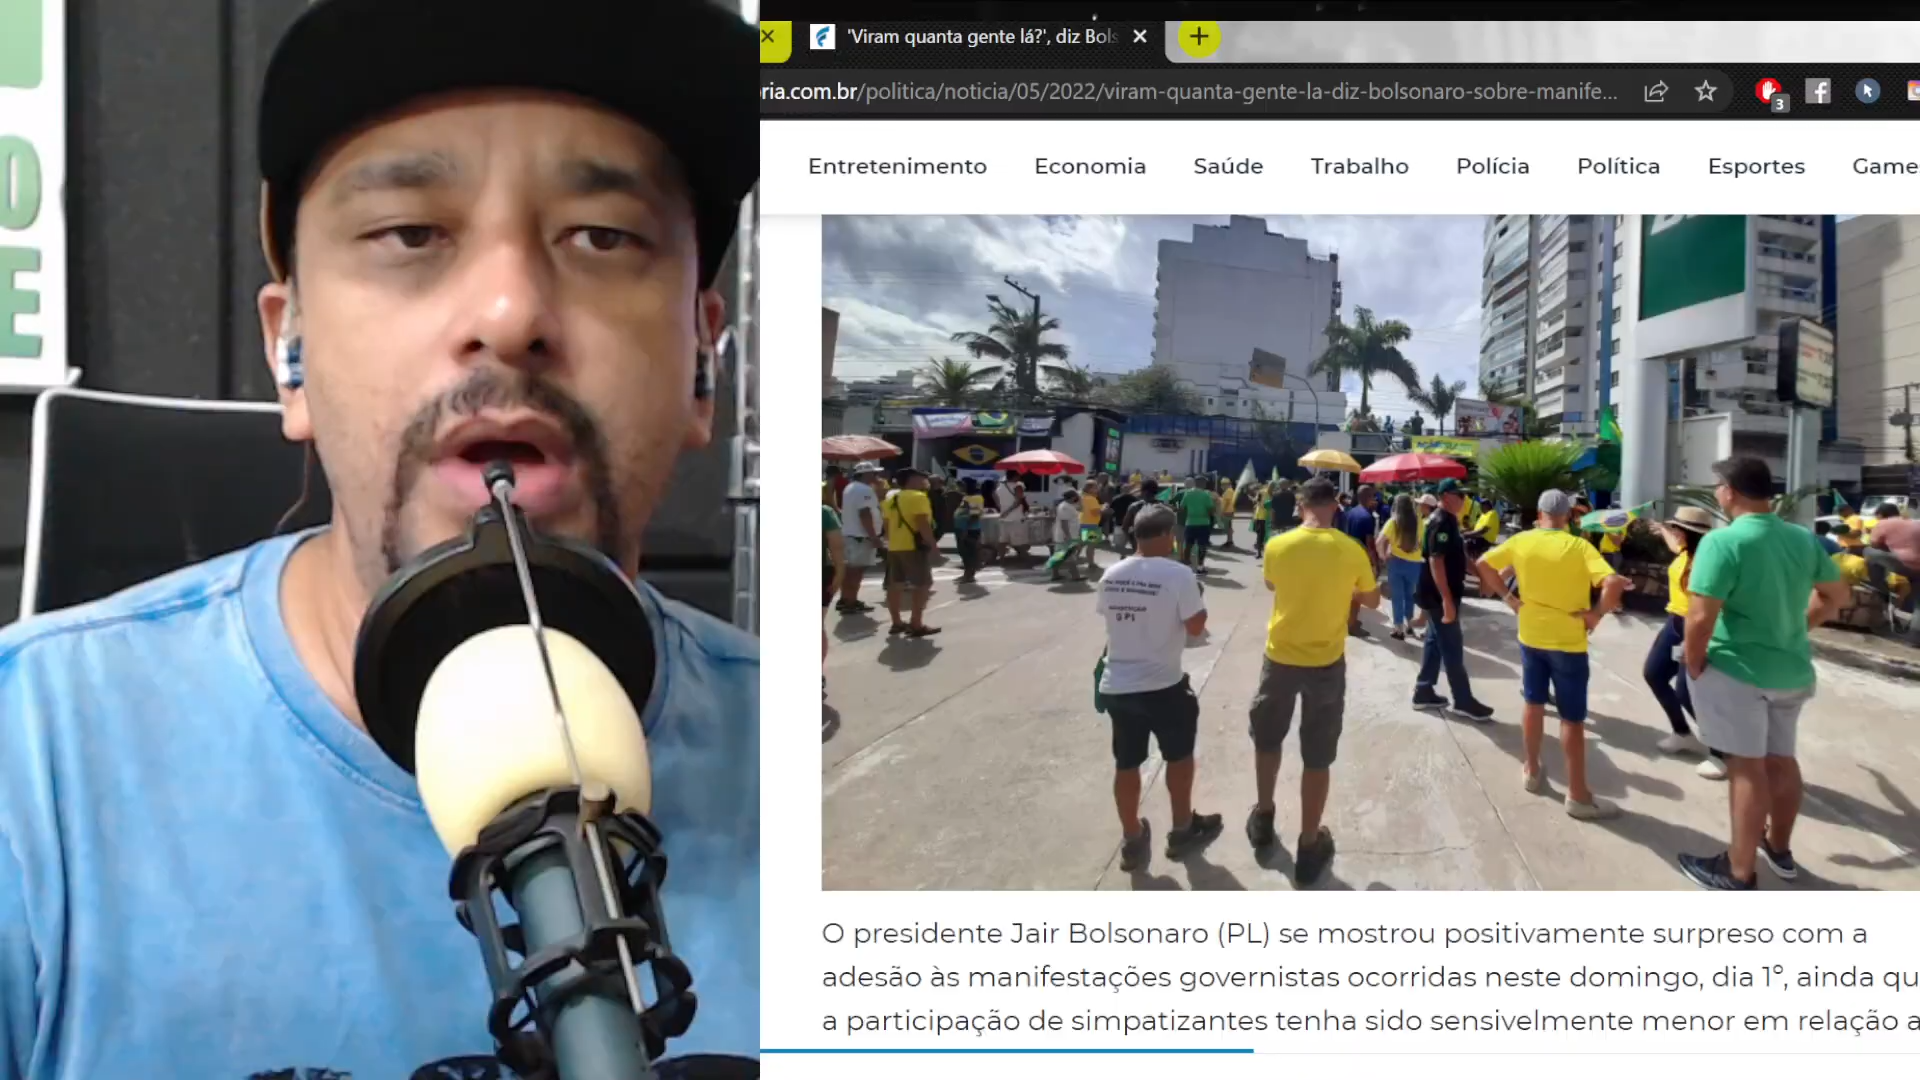 O
E
'Viram quanta gente lá?', diz Bols
ria.com.br/politica/noticia/05/2022/viram-quanta-gente-la-diz-bolsonaro-sobre-manife...
3
Entretenimento Economia Saúde Trabalho Polícia Política Esportes Game
O presidente Jair Bolsonaro (PL) se mostrou positivamente surpreso com a
adesão às manifestações governistas ocorridas neste domingo, dia 1º, ainda qu
a participação de simpatizantes tenha sido sensivelmente menor em relação a